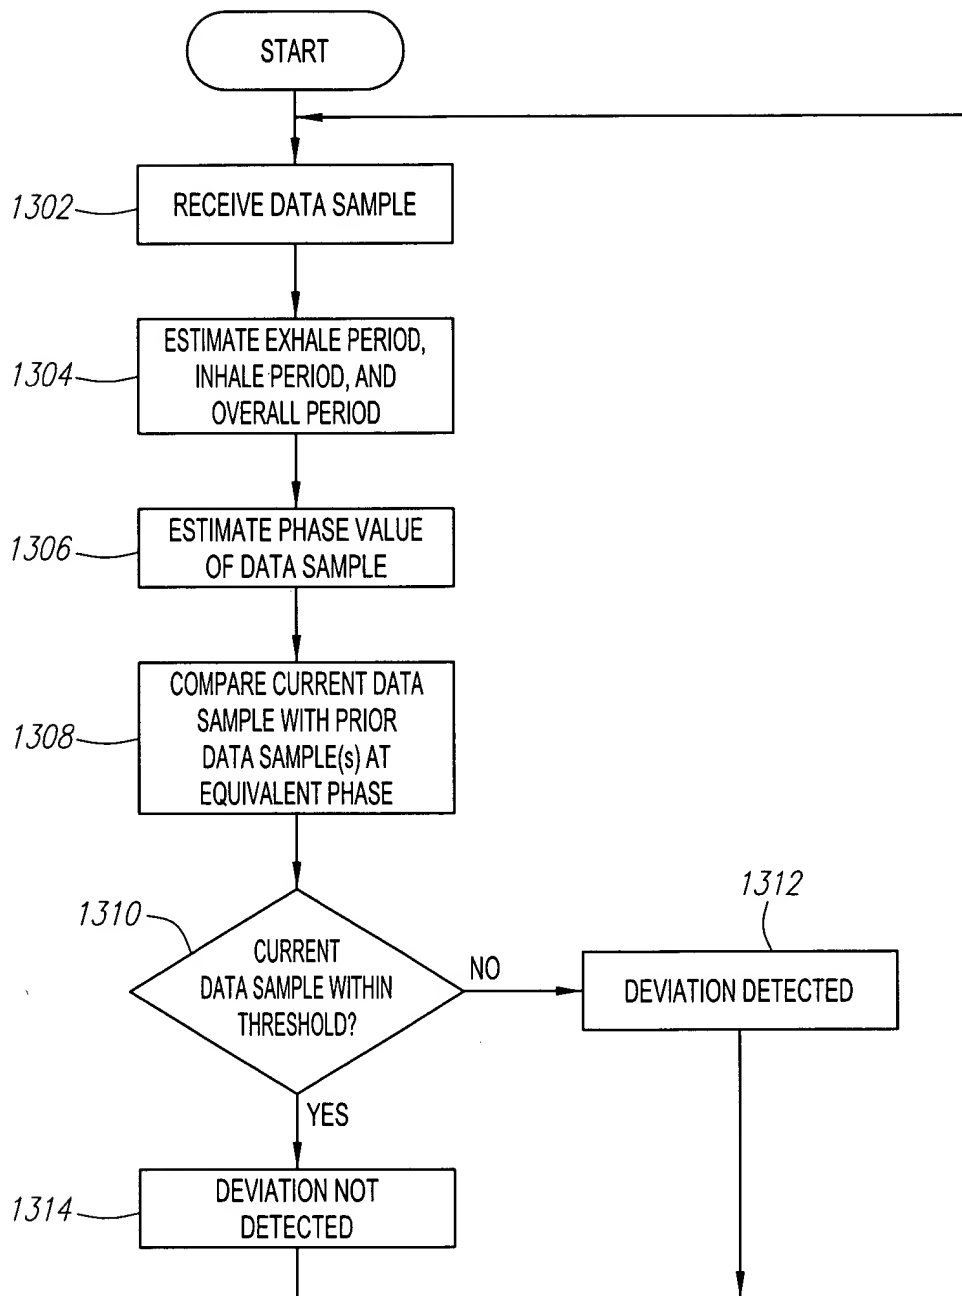 START
1302
RECEIVE DATA SAMPLE
1304
ESTIMATE EXHALE PERIOD,
INHALE PERIOD, AND
OVERALL PERIOD
1306
ESTIMATE PHASE VALUE
OF DATA SAMPLE
1308
COMPARE CURRENT DATA
SAMPLE WITH PRIOR
DATA SAMPLE(s) AT
EQUIVALENT PHASE
1310
CURRENT
DATA SAMPLE WITHIN
THRESHOLD?
NO
1312
DEVIATION DETECTED
YES
1314
DEVIATION NOT
DETECTED